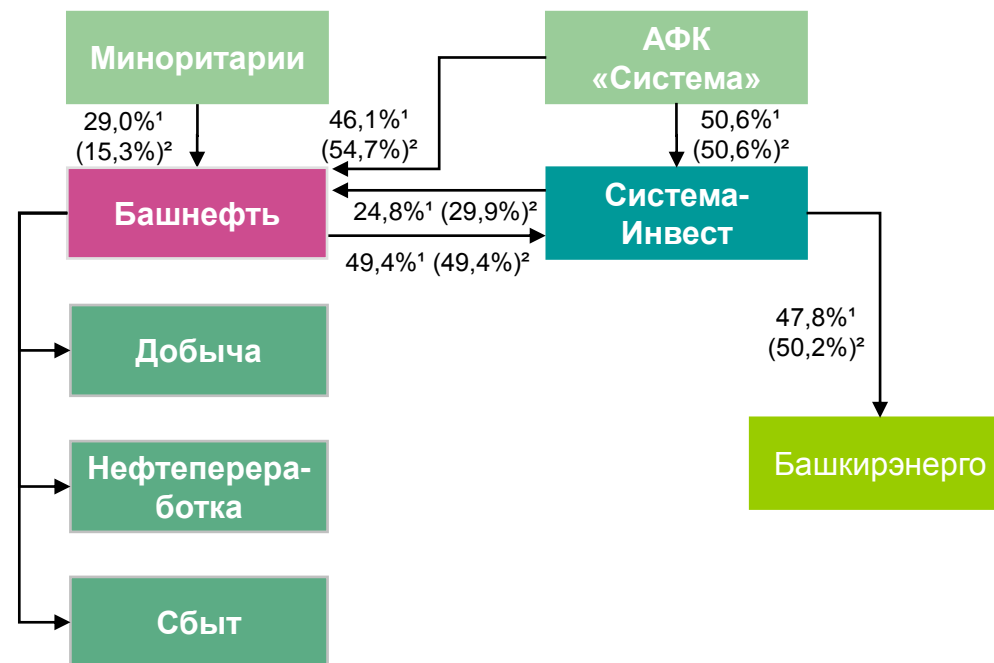 Миноритарии
АФК
«Система»
29,0%¹
(15,3%)²
46,1%¹
(54,7%)²
50,6%¹
(50,6%)²
Башнефть
24,8%¹ (29,9%)²
49,4%¹ (49,4%)²
Система-
Инвест
Добыча
47,8%¹
(50,2%)²
Нефтеперера-
ботка
Башкирэнерго
Сбыт